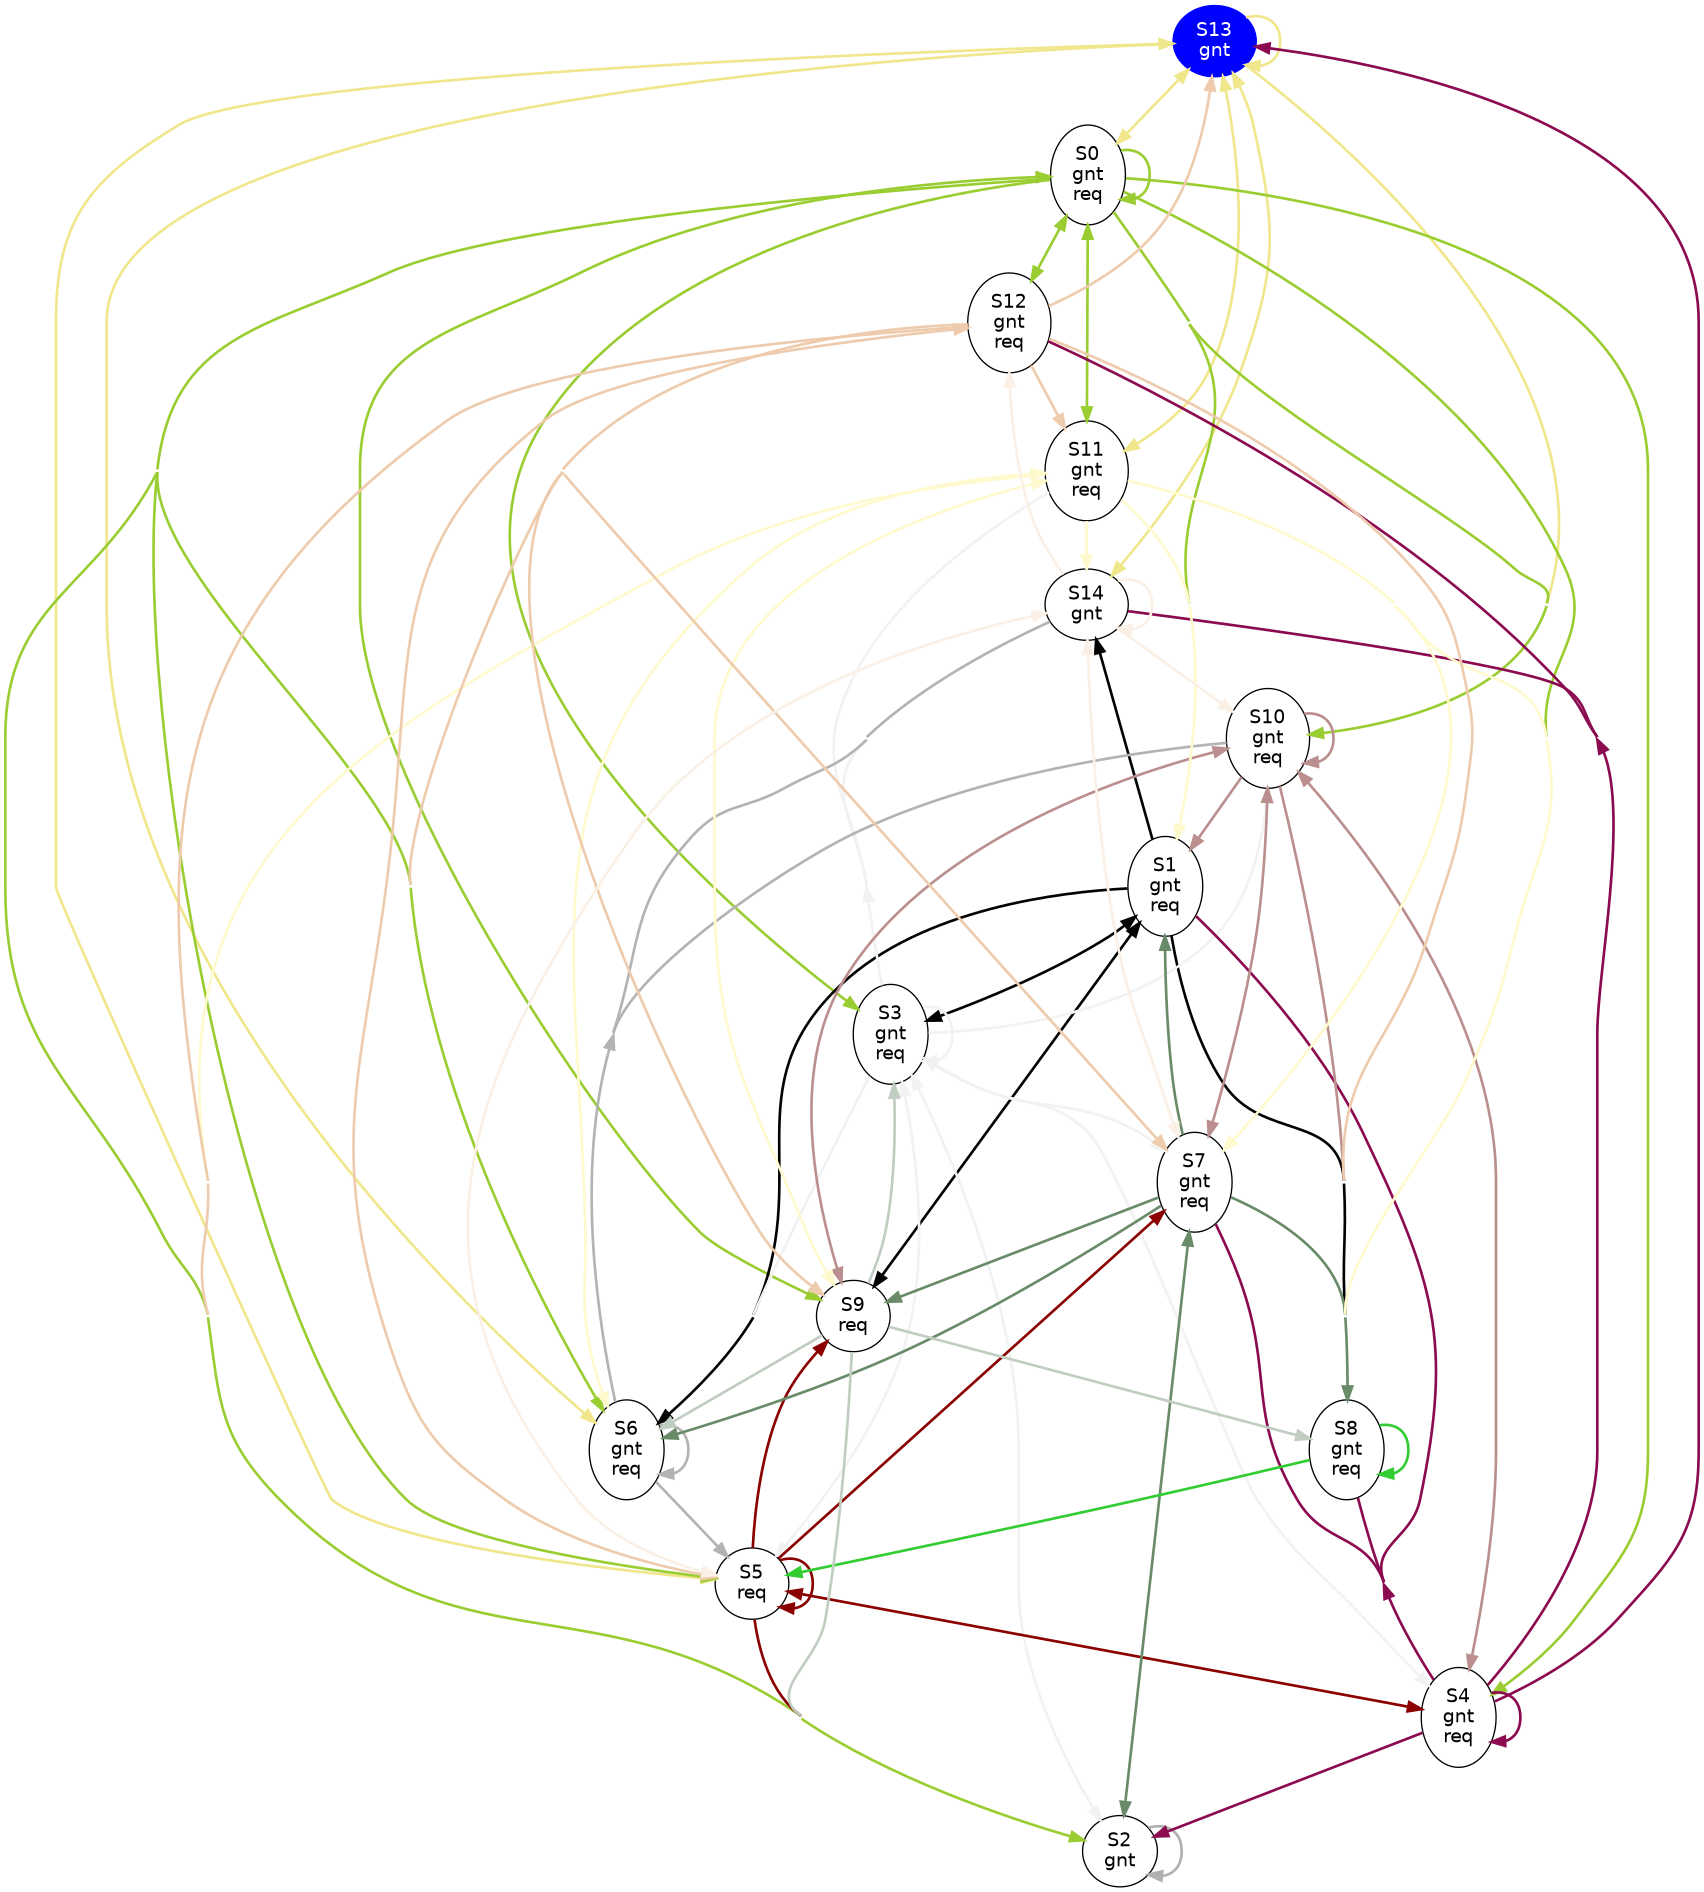 S13
gnt
S0
gnt
req
S12
gnt
req
S11
gnt
req
S14
gnt
S10
gnt
req
S1
gnt
req
S3
gnt
req
S7
gnt
req
S9
req
S6
gnt
req
S8
gnt
req
S5
req
S4
gnt
req
S2
gnt